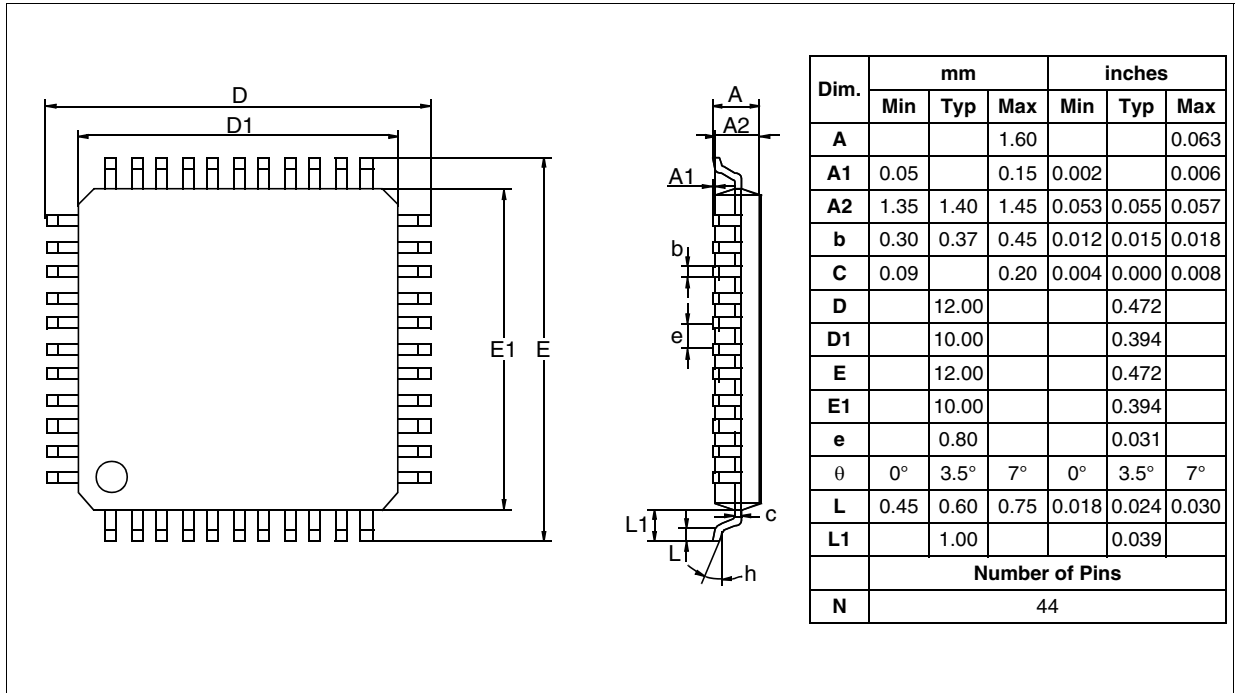 D
D1
E1 E
A
A2
A1
b
e
L1
L
c
h
Dim. mm inches
Min Typ Max Min Typ Max
A 1.60 0.063
A1 0.05 0.15 0.002 0.006
A2 1.35 1.40 1.45 0.053 0.055 0.057
b 0.30 0.37 0.45 0.012 0.015 0.018
C 0.09 0.20 0.004 0.000 0.008
D 12.00 0.472
D1 10.00 0.394
E 12.00 0.472
E1 10.00 0.394
e 0.80 0.031
θ 0° 3.5° 7° 0° 3.5° 7°
L 0.45 0.60 0.75 0.018 0.024 0.030
L1 1.00 0.039
Number of Pins
N 44